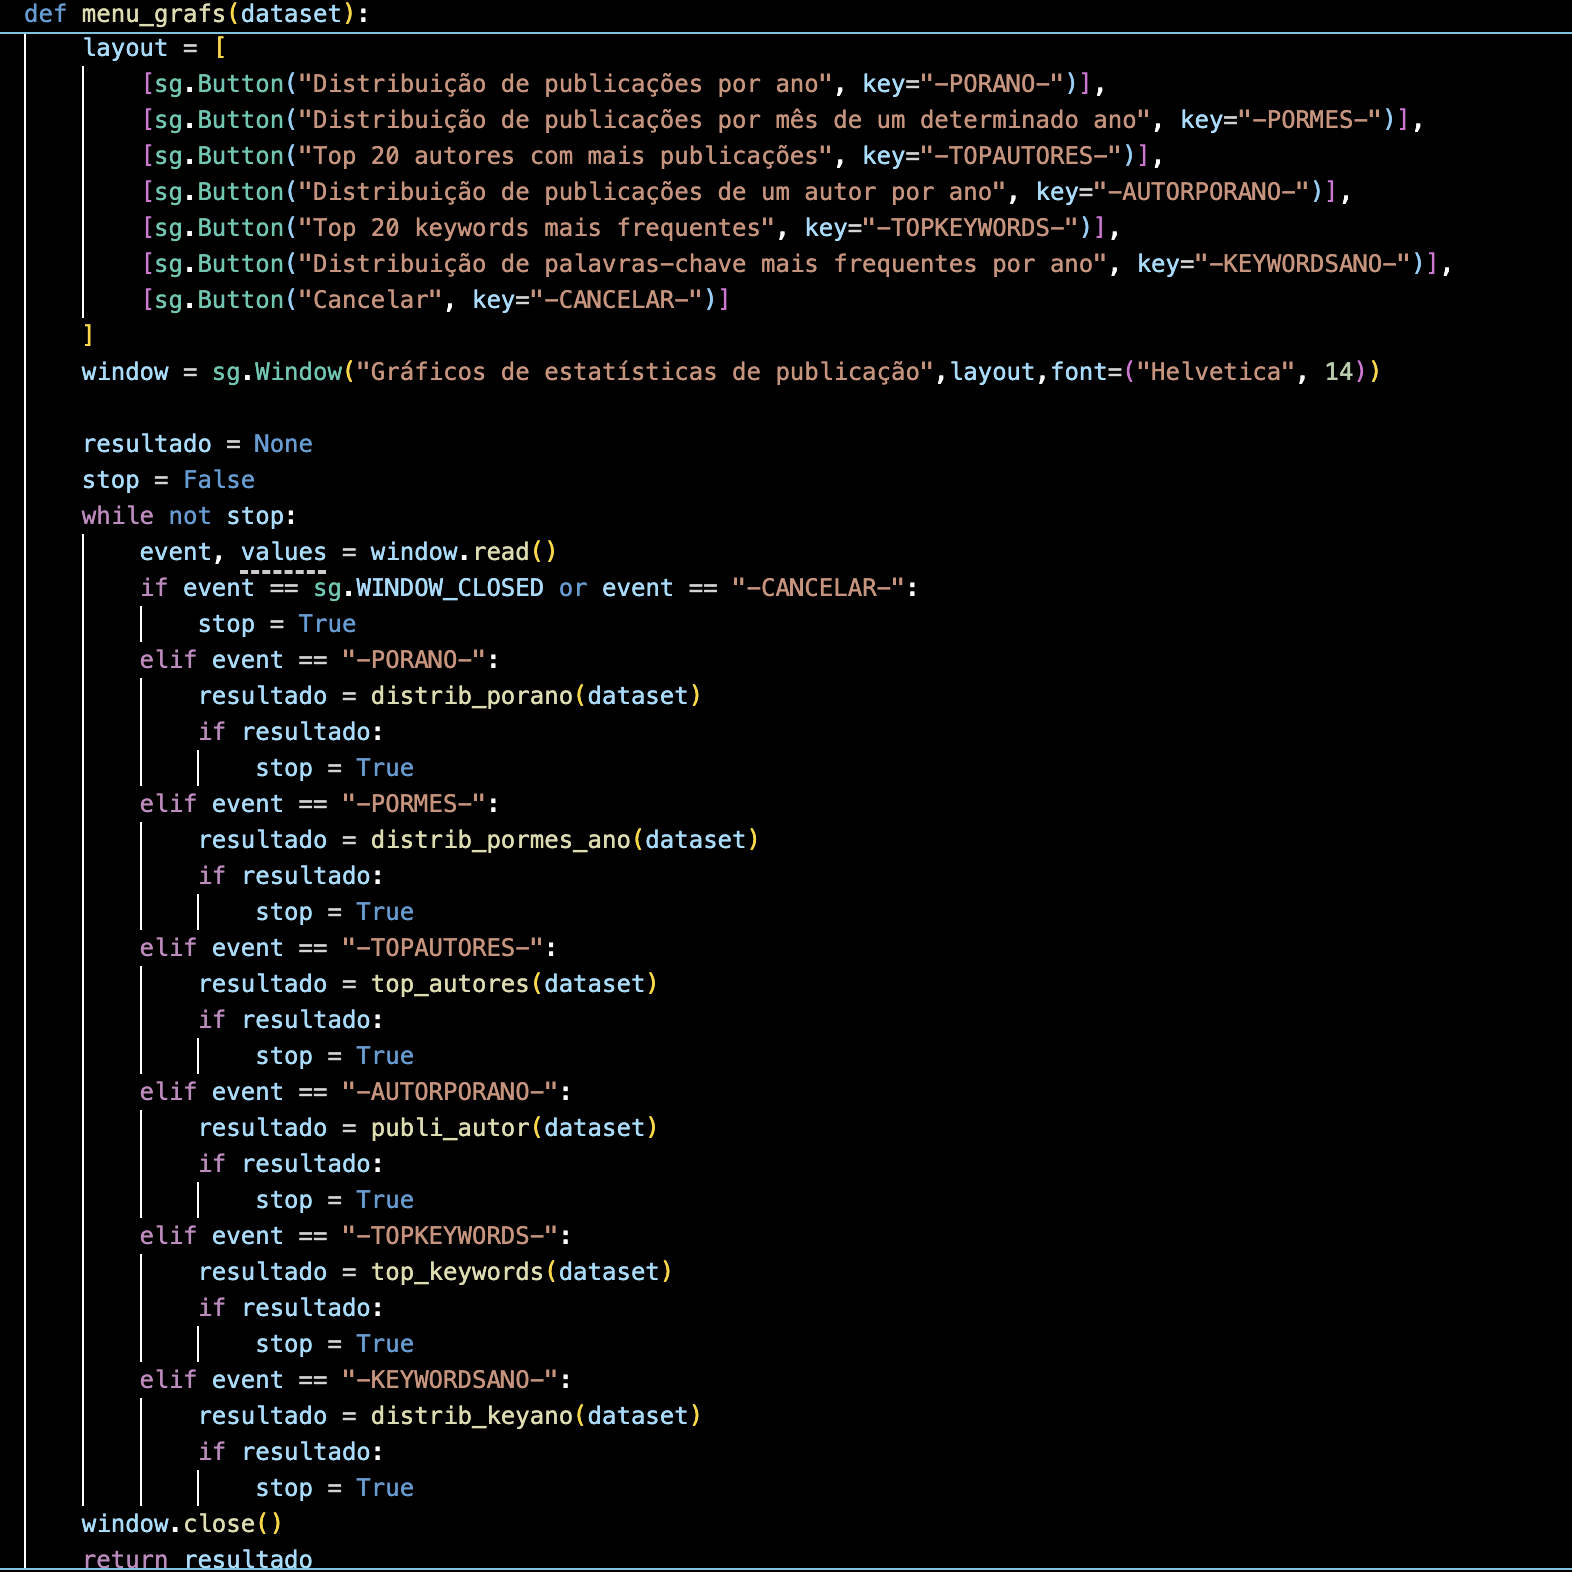 def menu_grafs(dataset):
    layout = [
        [sg.Button("Distribuição de publicações por ano", key="-PORANO-")],
        [sg.Button("Distribuição de publicações por mês de um determinado ano", key="-PORMES-")],
        [sg.Button("Top 20 autores com mais publicações", key="-TOPAUTORES-")],
        [sg.Button("Distribuição de publicações de um autor por ano", key="-AUTORPORANO-")],
        [sg.Button("Top 20 keywords mais frequentes", key="-TOPKEYWORDS-")],
        [sg.Button("Distribuição de palavras-chave mais frequentes por ano", key="-KEYWORDSANO-")],
        [sg.Button("Cancelar", key="-CANCELAR-")]
    ]
    window = sg.Window("Gráficos de estatísticas de publicação",layout,font=("Helvetica", 14))

    resultado = None
    stop = False
    while not stop:
        event, values = window.read()
        if event == sg.WINDOW_CLOSED or event == "-CANCELAR-":
            stop = True
        elif event == "-PORANO-":
            resultado = distrib_porano(dataset)
            if resultado:
                stop = True
        elif event == "-PORMES-":
            resultado = distrib_pormes_ano(dataset)
            if resultado:
                stop = True
        elif event == "-TOPAUTORES-":
            resultado = top_autores(dataset)
            if resultado:
                stop = True
        elif event == "-AUTORPORANO-":
            resultado = publi_autor(dataset)
            if resultado:
                stop = True
        elif event == "-TOPKEYWORDS-":
            resultado = top_keywords(dataset)
            if resultado:
                stop = True
        elif event == "-KEYWORDSANO-":
            resultado = distrib_keyano(dataset)
            if resultado:
                stop = True
    window.close()
    return resultado